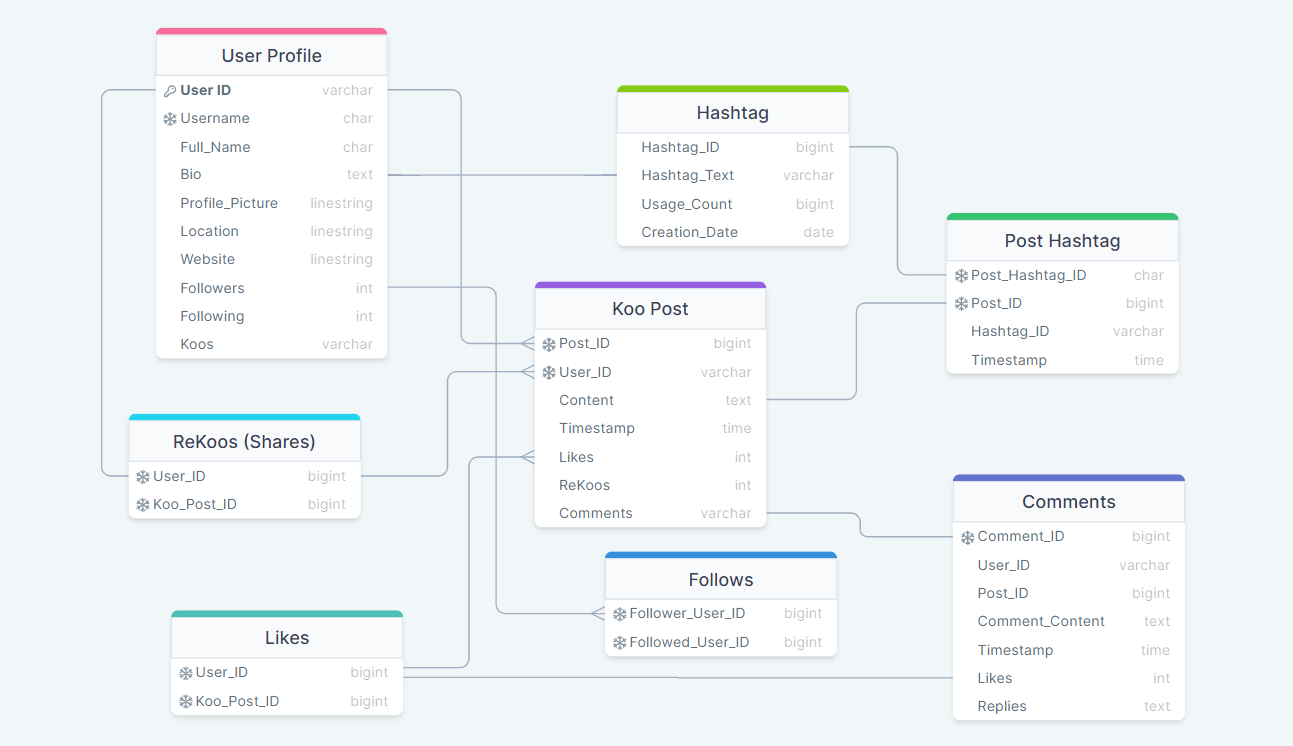 User Profile
User ID varchar
Username char
Full_Name char
Bio text
Profile_Picture linestring
Location linestring
Website linestring
Followers int
Following int
Koos varchar
Hashtag
Hashtag_ID bigint
Hashtag_Text varchar
Usage_Count bigint
Creation_Date date
Post Hashtag
Post_Hashtag_ID char
Post_ID bigint
Hashtag_ID varchar
Timestamp time
Koo Post
Post_ID bigint
User_ID varchar
Content text
Timestamp time
Likes int
ReKoos int
Comments varchar
ReKoos (Shares)
User_ID bigint
Koo_Post_ID bigint
Comments
Comment_ID bigint
User_ID varchar
Post_ID bigint
Comment_Content text
Timestamp time
Likes int
Replies text
Follows
Follower_User_ID bigint
Followed_User_ID bigint
Likes
User_ID bigint
Koo_Post_ID bigint